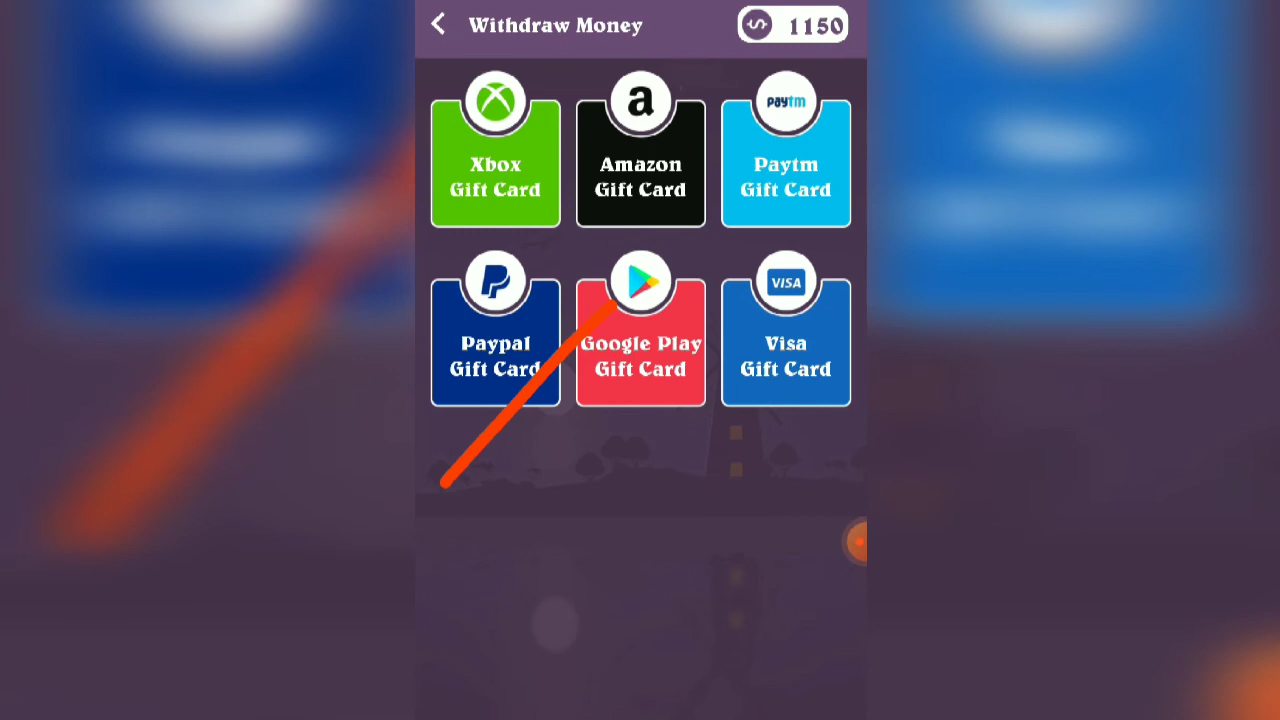 Withdraw Money
1150
Xbox
Gift Card
a
Amazon
Gift Card
paytm
Paytm
Gift Card
Paypal
Gift Card
Google Play
Gift Card
VISA
Visa
Gift Card